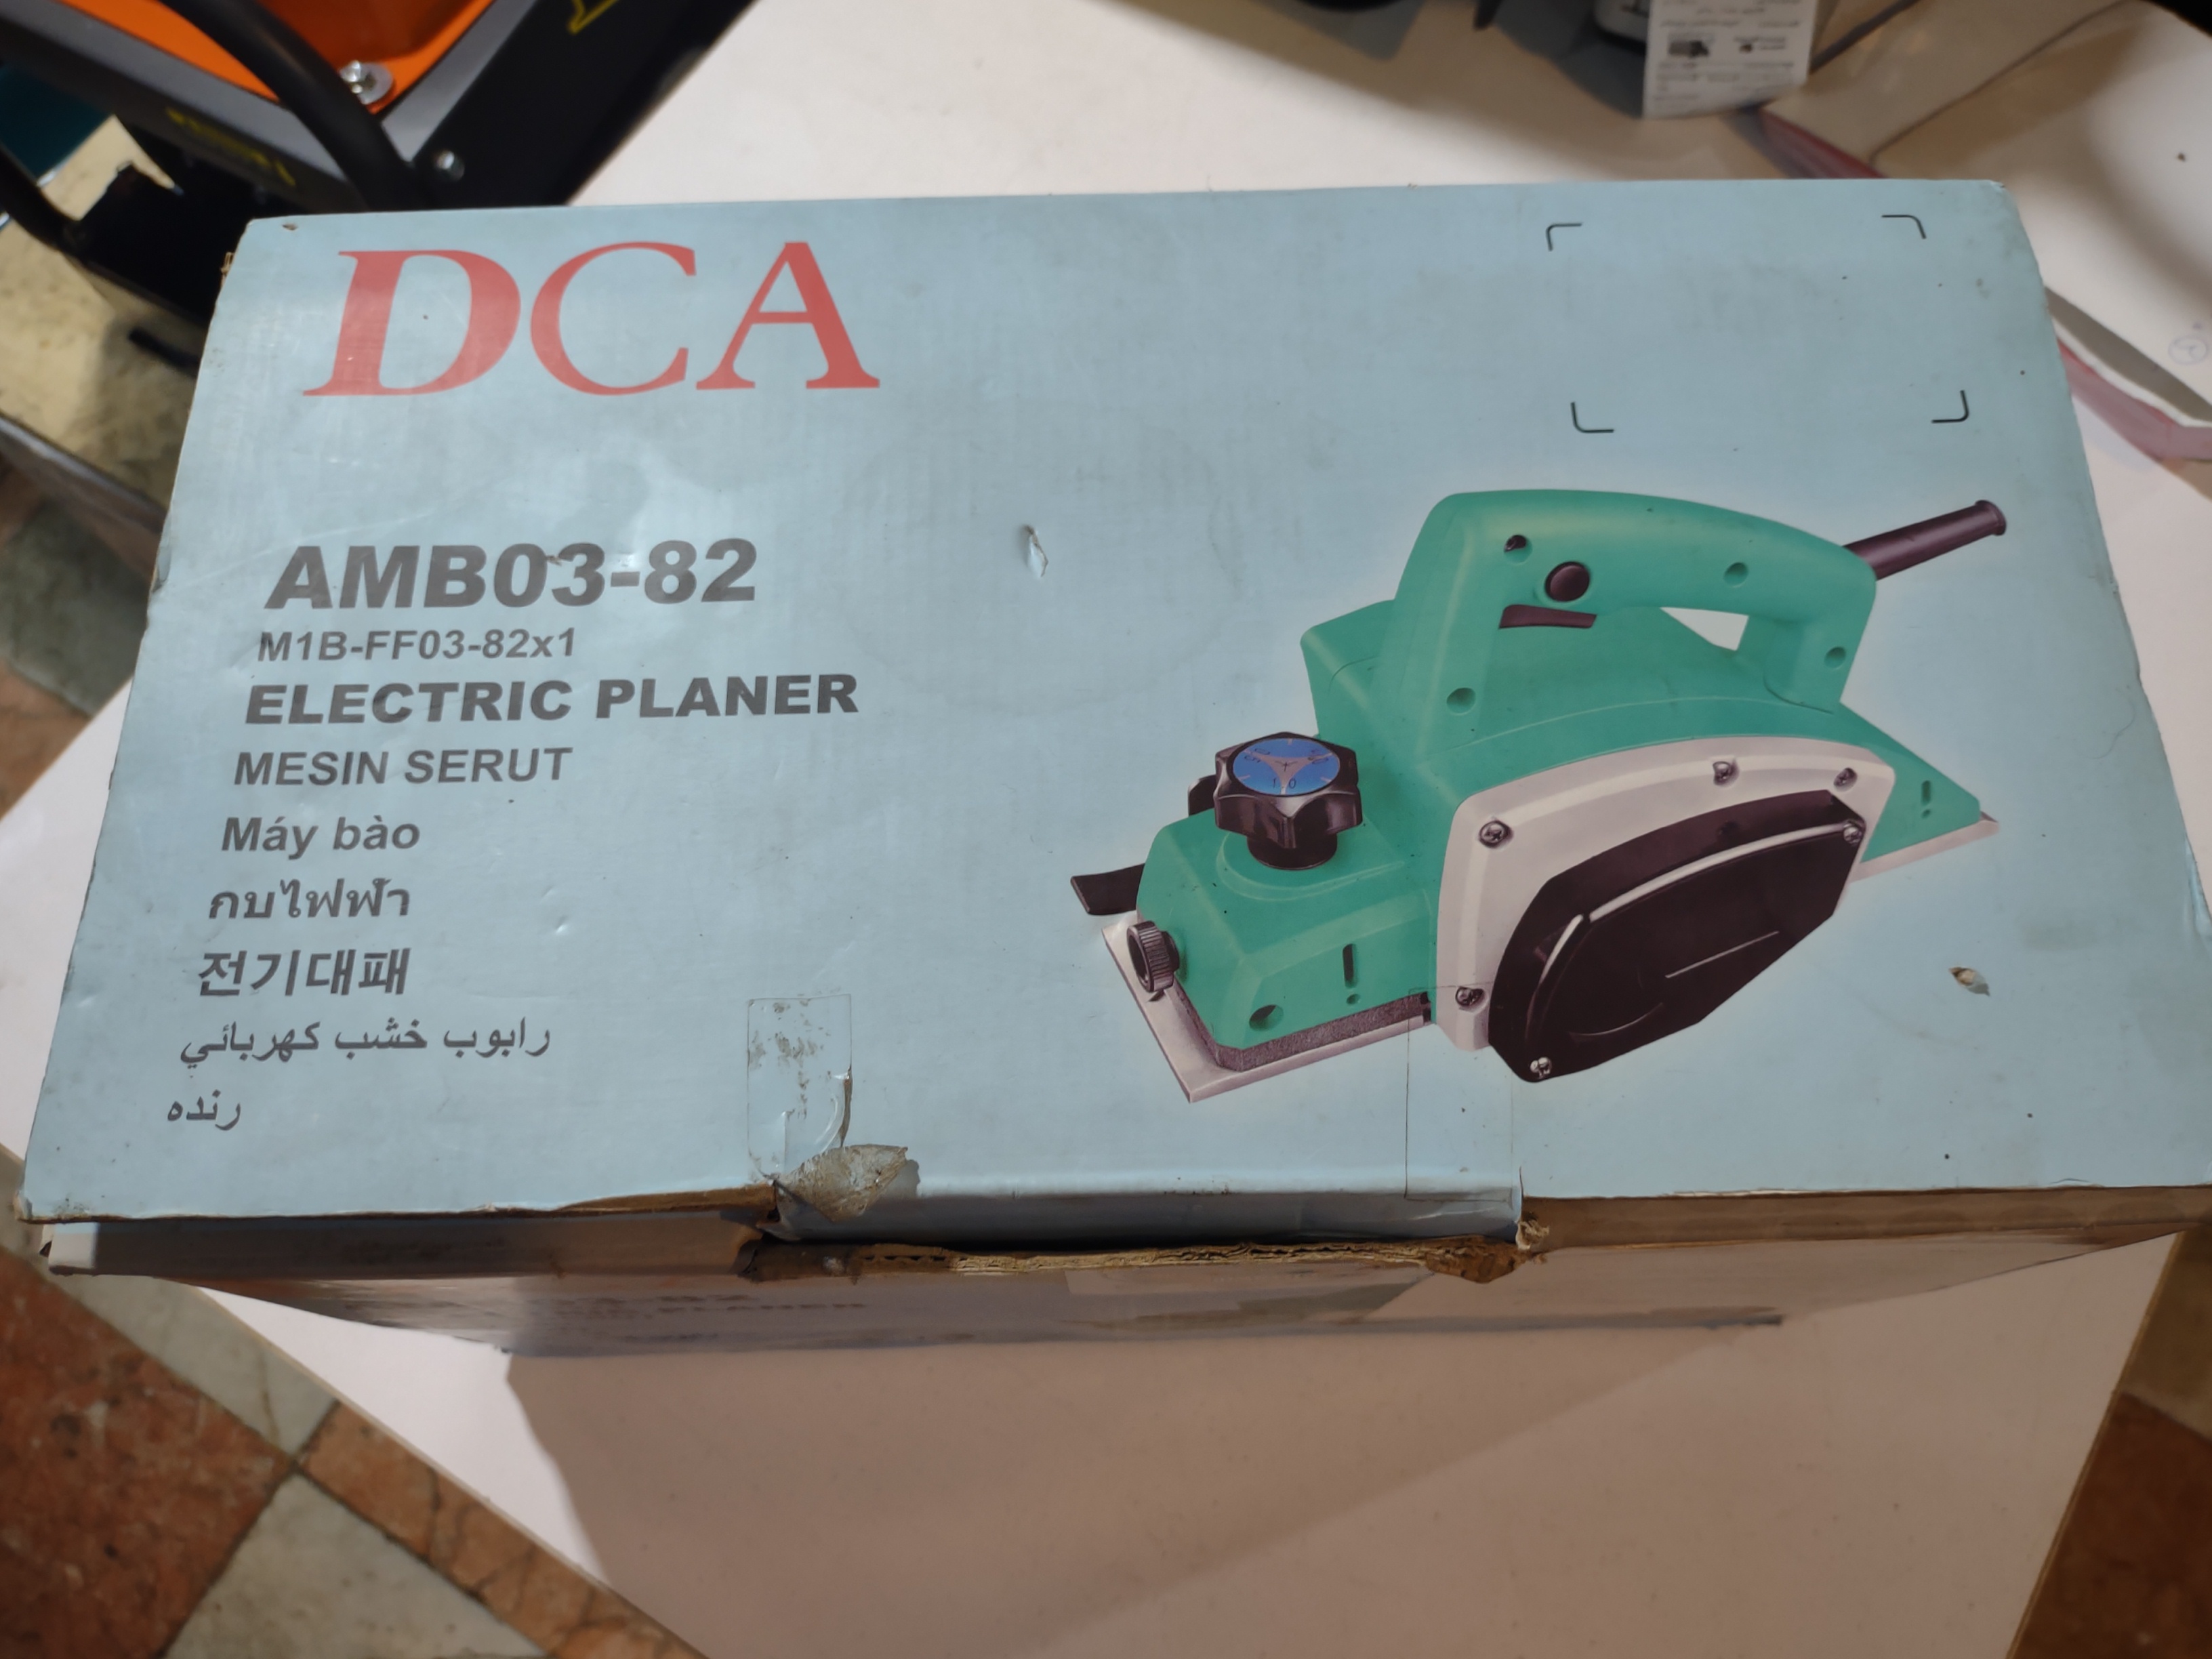 DCA
AMB03-82
M1B-FF03-82x1
ELECTRIC PLANER
MESIN SERUT
Máy bào
กบไฟฟ้า
전기대패
رابوب خشب كهربائي
رنده
PLANER